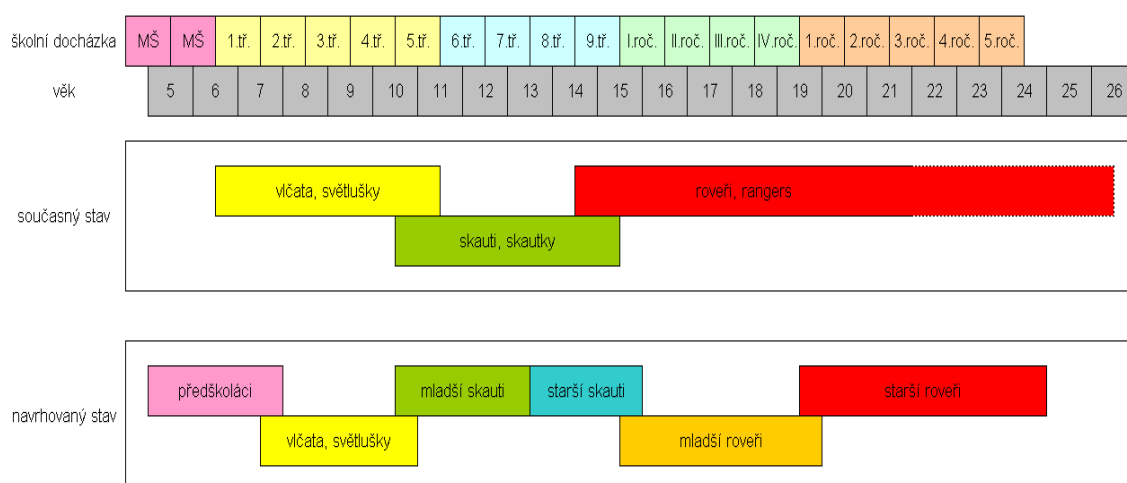 školní docházka MŠ MŠ 1.tř. 2.tř. 3.tř. 4.tř. 5.tř. 6.tř. 7.tř. 8.tř. 9.tř. I.roč. II.roč. III.roč. IV.roč. 1.roč. 2.roč. 3.roč. 4.roč. 5.roč.
věk 5 6 7 8 9 10 11 12 13 14 15 16 17 18 19 20 21 22 23 24 25 26
vlčata, světlušky roveři, rangers
současný stav
skauti, skautky
předškoláci mladší skauti starší skauti starší roveři
navrhovaný stav
vlčata, světlušky mladší roveři